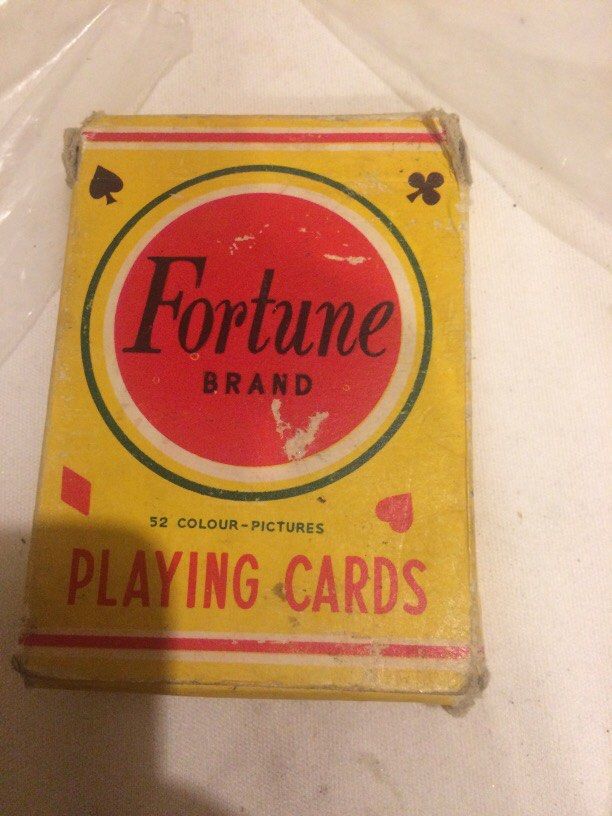 Fortune
BRAND
52 COLOUR-PICTURES
PLAYING CARDS